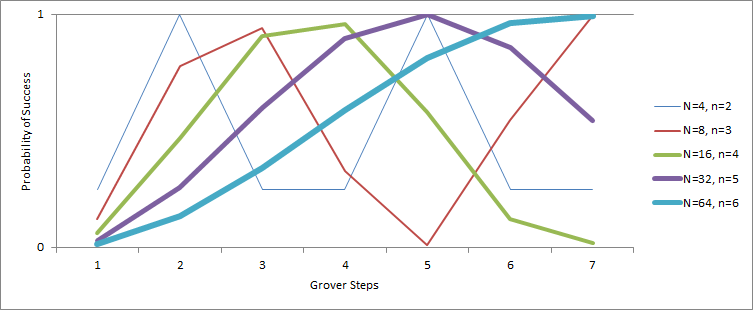 1
Probability of Success
0
1 2 3 4 5 6 7
Grover Steps
N=4, n=2
N=8, n=3
N=16, n=4
N=32, n=5
N=64, n=6